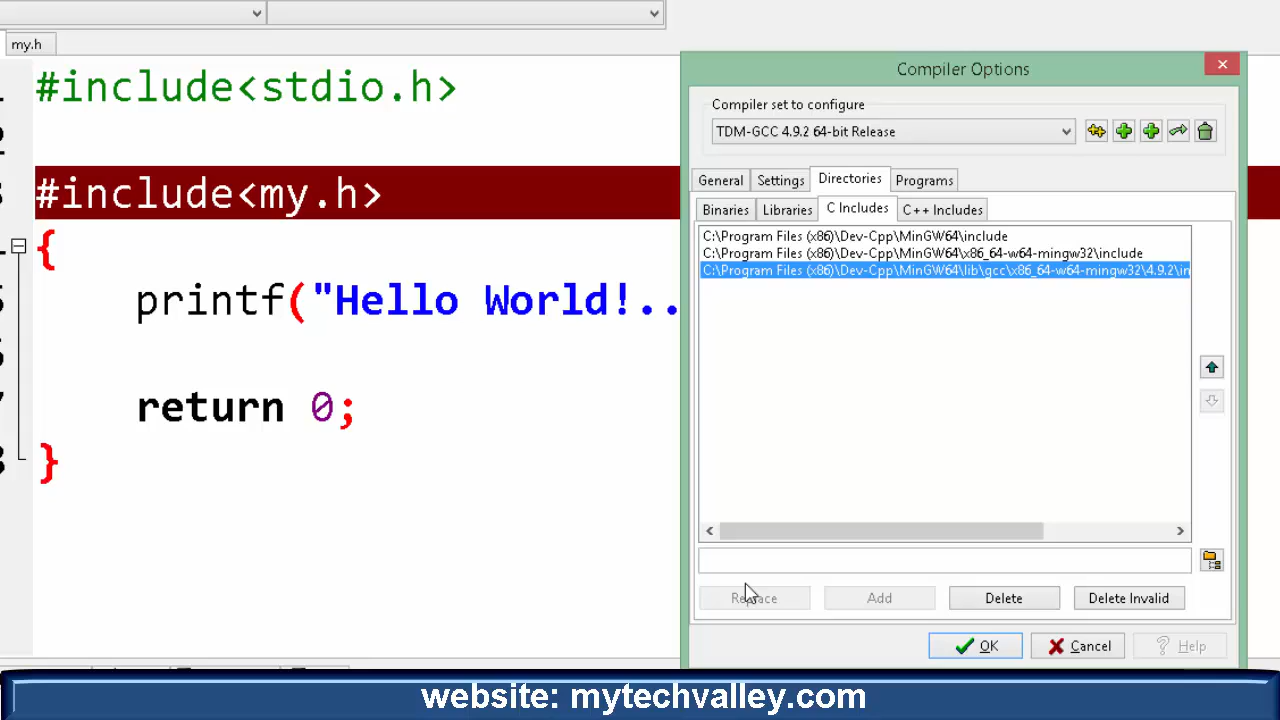 my.h
#include<stdio.h>
2
#include<my.h>
{
printf("Hello World!..
return 0;
}
Compiler Options
Compiler set to configure
TDM-GCC 4.9.2 64-bit Release
General Settings Directories Programs
Binaries Libraries C Includes C++ Includes
C:\Program Files (x86)\Dev-Cpp\MinGW64\include
C:\Program Files (x86)\Dev-Cpp\MinGW64\x86_64-w64-mingw32\include
C:\Program Files (x86)\Dev-Cpp\MinGW64\lib\gcc\x86_64-w64-mingw32\4.9.2\in
Replace Add Delete Delete Invalid
OK Cancel Help
website: mytechvalley.com